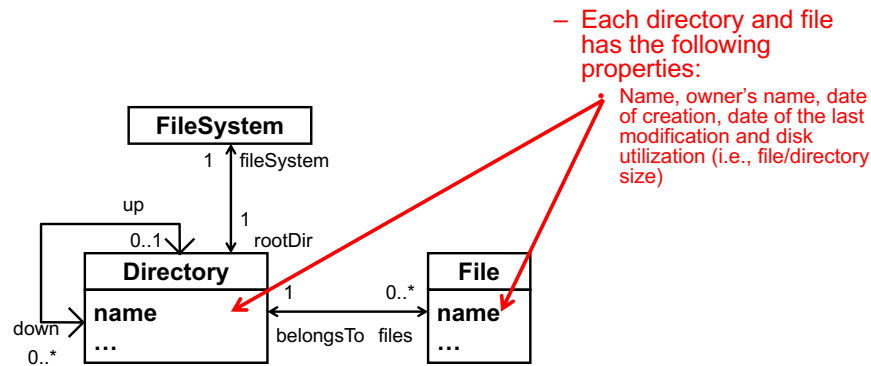 – Each directory and file
has the following
properties:
• Name, owner’s name, date
of creation, date of the last
modification and disk
utilization (i.e., file/directory
size)
FileSystem
1 fileSystem
up
1
0..1 rootDir
Directory
File
name
…
1
0..*
name
…
down
0..*
belongsTo files